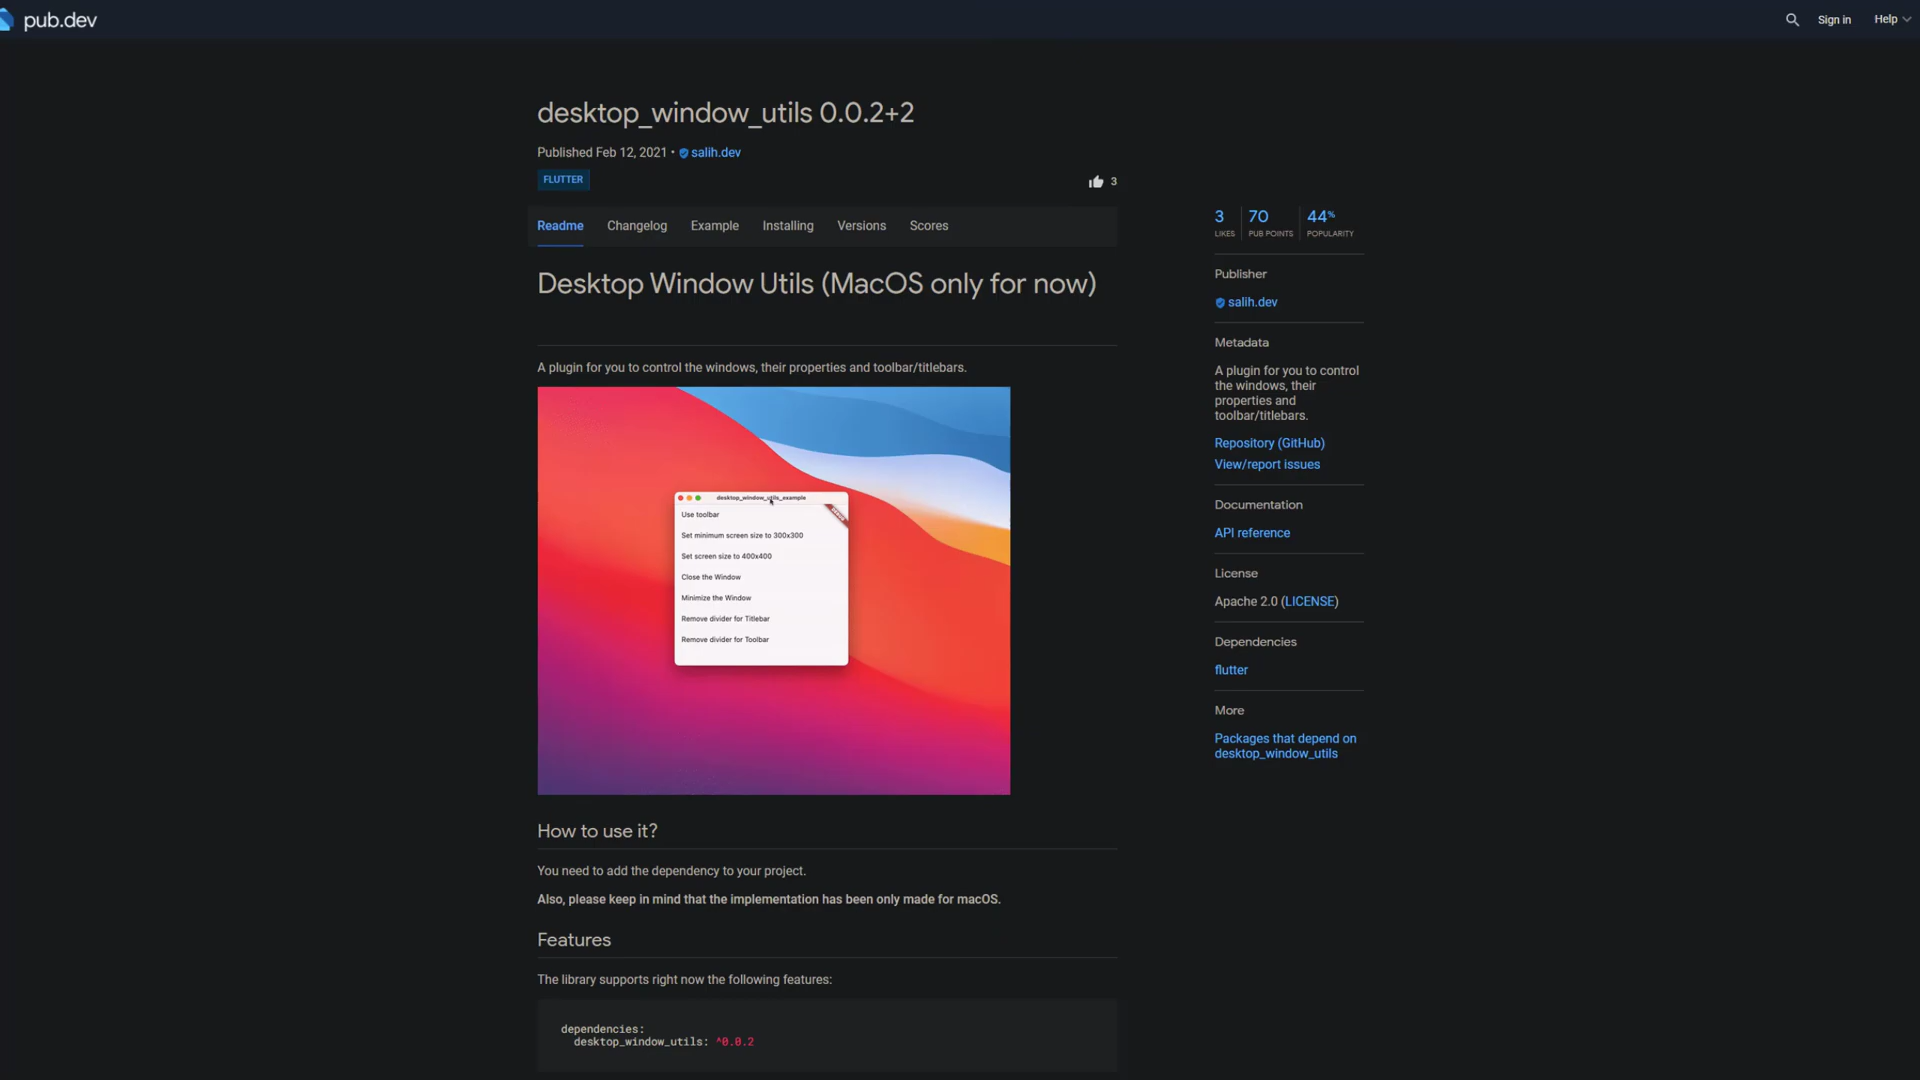 pub.dev
Sign in
Help
desktop_window_utils 0.0.2+2
Published Feb 12, 2021 • salih.dev
FLUTTER
3
Readme
Changelog
Example
Installing
Versions
Scores
Desktop Window Utils (MacOS only for now)
A plugin for you to control the windows, their properties and toolbar/titlebars.
desktop_window_utils_example
Use toolbar
Set minimum screen size to 300x300
Set screen size to 400x400
Close the Window
Minimize the Window
Remove divider for Titlebar
Remove divider for Toolbar
How to use it?
You need to add the dependency to your project.
Also, please keep in mind that the implementation has been only made for macOS.
Features
The library supports right now the following features:
dependencies:
desktop_window_utils: ^0.0.2
3
LIKES
70
PUB POINTS
44%
POPULARITY
Publisher
salih.dev
Metadata
A plugin for you to control
the windows, their
properties and
toolbar/titlebars.
Repository (GitHub)
View/report issues
Documentation
API reference
License
Apache 2.0 (LICENSE)
Dependencies
flutter
More
Packages that depend on
desktop_window_utils